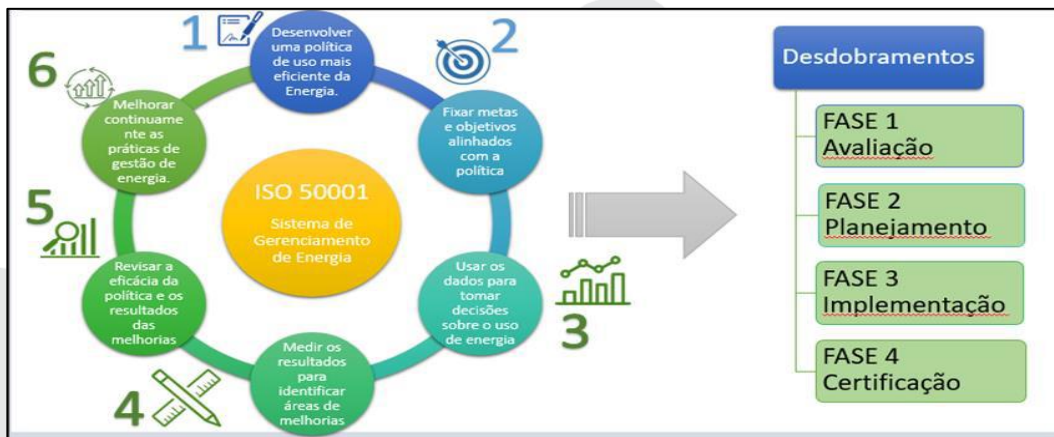 1
Desenvolver
uma política
de uso mais
eficiente da
Energia.
2
Fixar metas
e objetivos
alinhados
com a
política
3
Usar os
dados para
tomar
decisões
sobre o uso
de energia
4
Medir os
resultados
para
identificar
áreas de
melhorias
5
Revisar a
eficácia da
política e os
resultados
das
melhorias
6
Melhorar
continuame
nte as
práticas de
gestão de
energia.
ISO 50001
Sistema de
Gerenciamento
de Energia
Desdobramentos
FASE 1
Avaliação
FASE 2
Planejamento
FASE 3
Implementação
FASE 4
Certificação